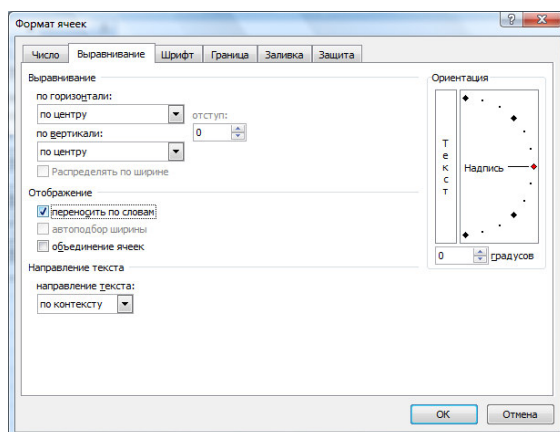 Формат ячеек
Число Выравнивание Шрифт Граница Заливка Защита
Выравнивание
по горизонтали:
по центру
отступ:
0
по вертикали:
по центру
Распределять по ширине
Отображение
переносить по словам
автоподбор ширины
объединение ячеек
Направление текста
направление текста:
по контексту
Ориентация
Текст
Надпись
0 градусов
ОК Отмена